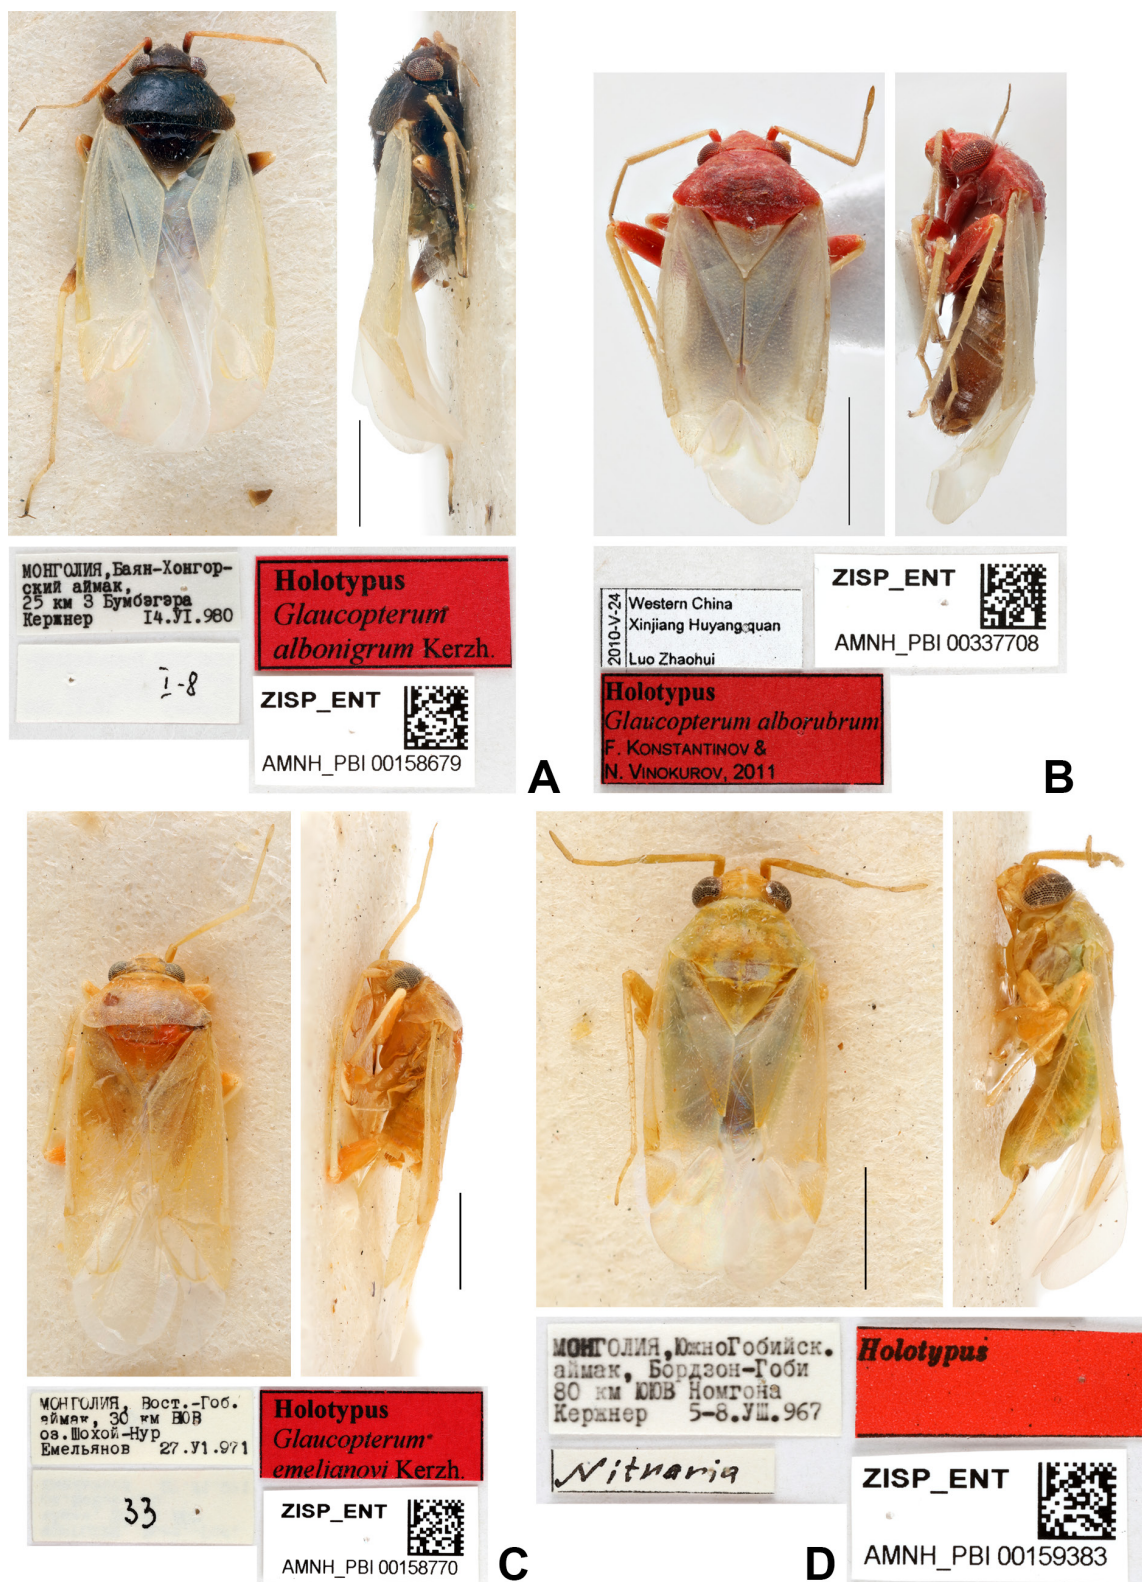 МОНГОЛИЯ, Баян-Хонгор-
ский аймак,
25 км З Бумбэгэра
Кержнер 14.VI.980
I-8
Holotypus
Glaucopterum
albonigrum Kerzh.
ZISP_ENT
AMNH_PBI 00158679
A
2010-V-24
Western China
Xinjiang Huyangquan
Luo Zhaohui
ZISP_ENT
AMNH_PBI 00337708
Holotypus
Glaucopterum alborubrum
F. KONSTANTINOV &
N. VINOKUROV, 2011
B
МОНГОЛИЯ, Вост.-Гоб.
аймак, 30 км ВЮВ
оз.Шохой-Нур
Емельянов 27.VI.971
33
Holotypus
Glaucopterum
emelianovi Kerzh.
ZISP_ENT
AMNH_PBI 00158770
C
МОНГОЛИЯ, ЮжноГобийск.
аймак, Бордзон-Гоби
80 км ЮЮВ Номгона
Кержнер 5-8.VIII.967
Nitraria
Holotypus
ZISP_ENT
AMNH_PBI 00159383
D